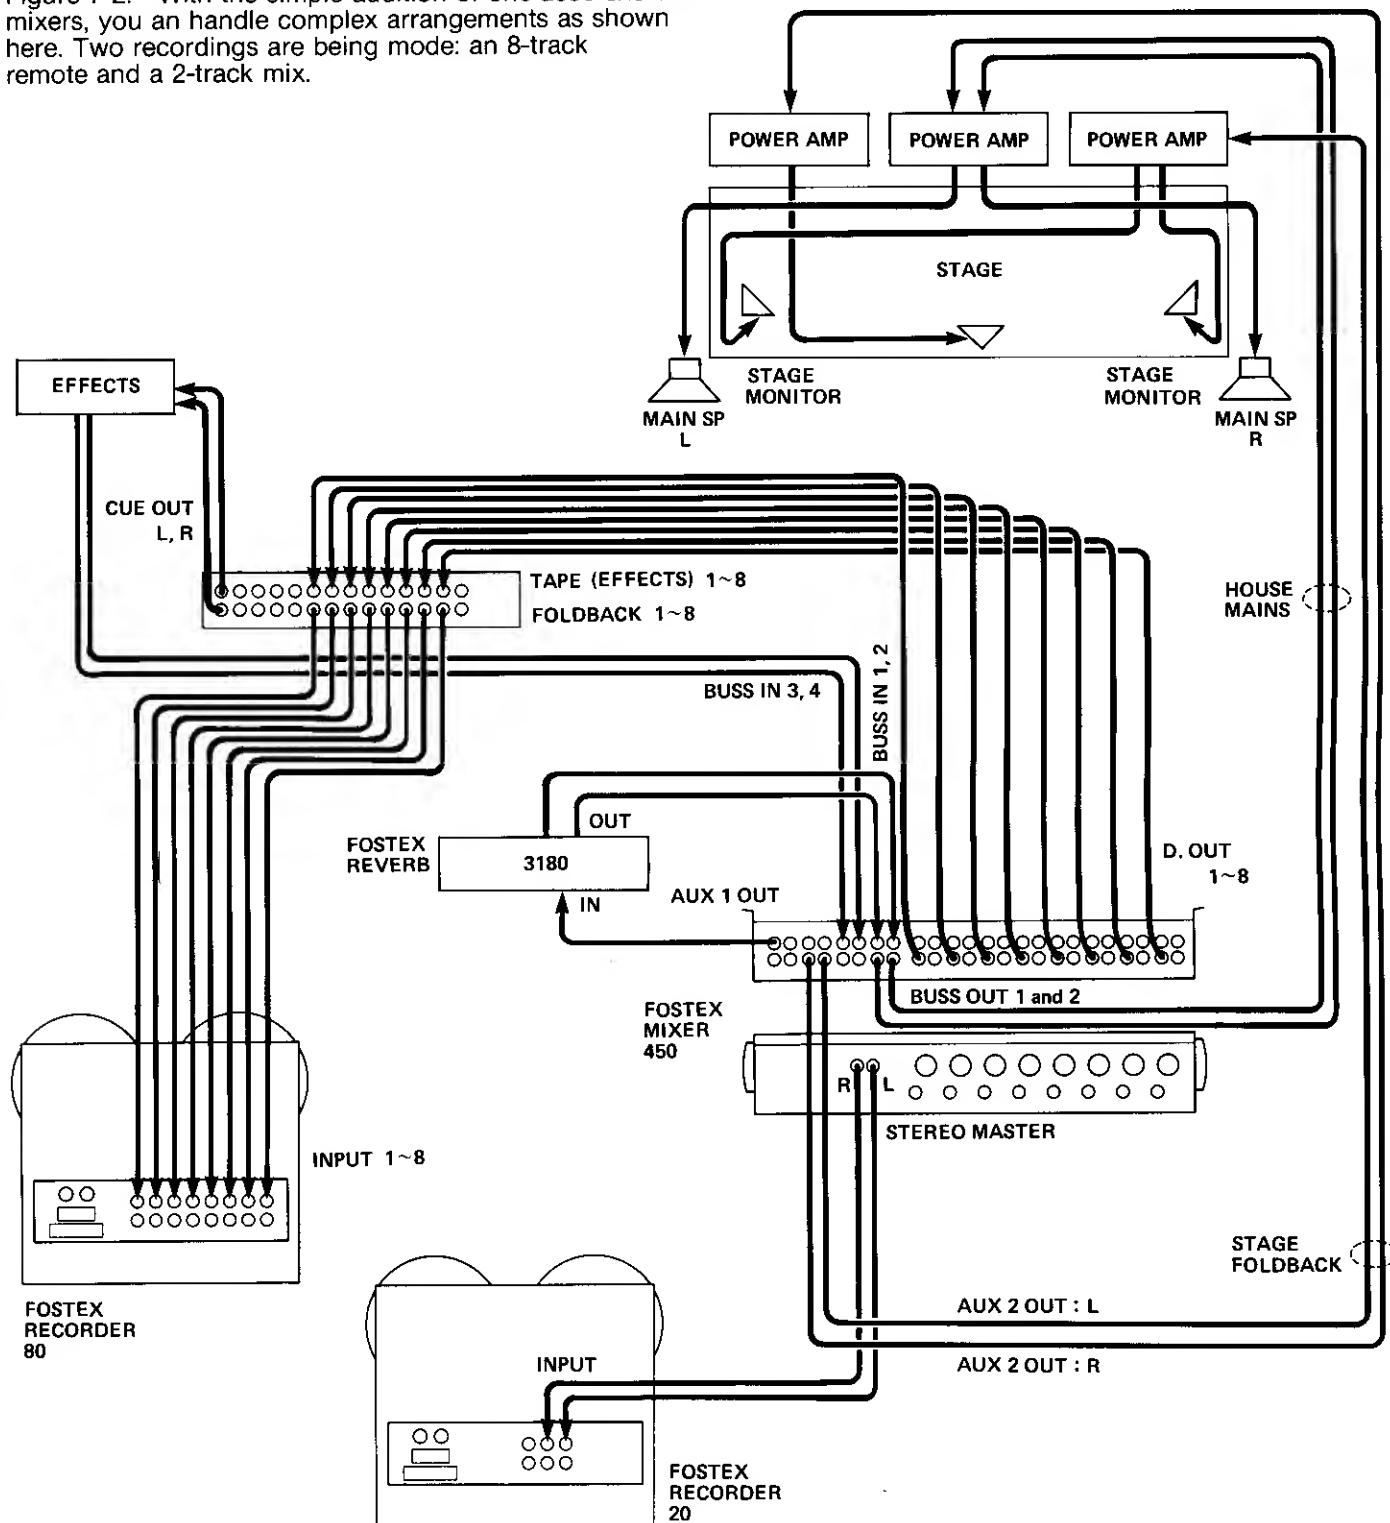 mixers, you an handle complex arrangements as shown
here. Two recordings are being mode: an 8-track
remote and a 2-track mix.
POWER AMP
POWER AMP
POWER AMP
STAGE
STAGE
MONITOR
STAGE
MONITOR
MAIN SP
L
MAIN SP
R
EFFECTS
CUE OUT
L, R
TAPE (EFFECTS) 1~8
FOLDBACK 1~8
HOUSE
MAINS
BUSS IN 3, 4
BUSS IN 1, 2
OUT
FOSTEX
REVERB
3180
IN
AUX 1 OUT
D. OUT
1~8
BUSS OUT 1 and 2
FOSTEX
MIXER
450
R
L
STEREO MASTER
INPUT 1~8
STAGE
FOLDBACK
AUX 2 OUT : L
AUX 2 OUT : R
FOSTEX
RECORDER
80
INPUT
FOSTEX
RECORDER
20